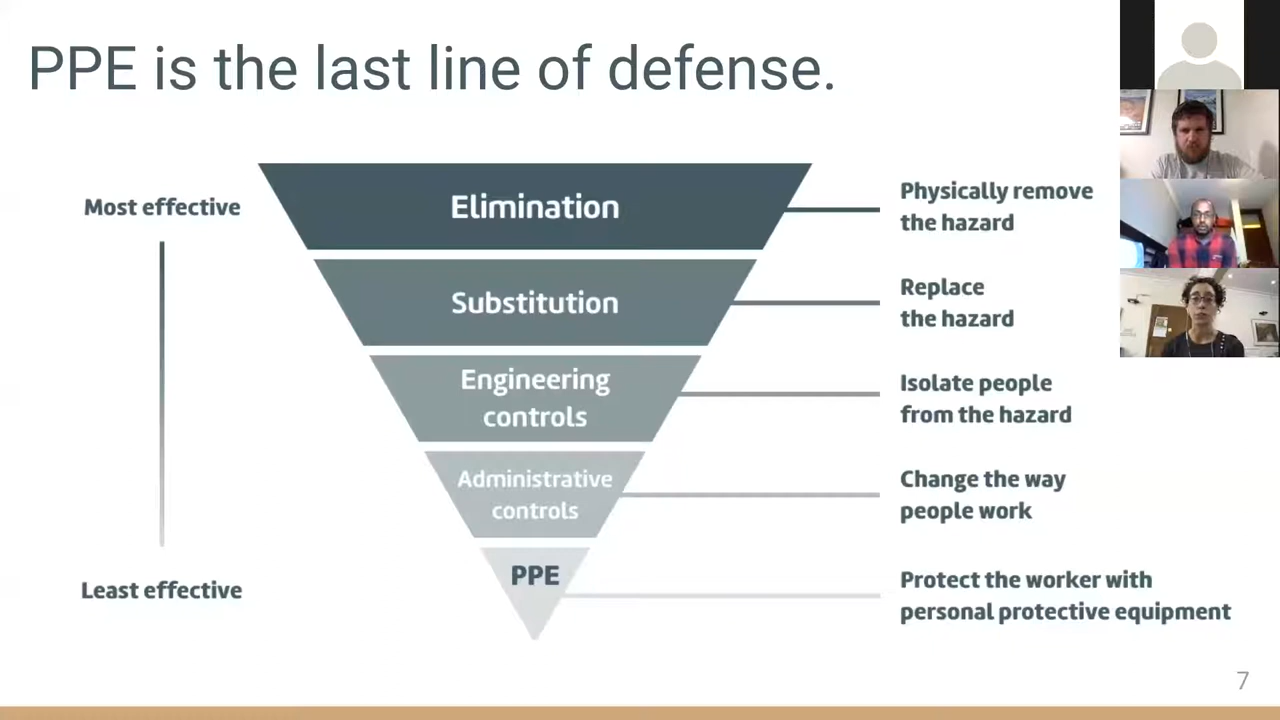 PPE is the last line of defense.
Most effective
Least effective
Elimination
Physically remove
the hazard
Substitution
Replace
the hazard
Engineering
controls
Isolate people
from the hazard
Administrative
controls
Change the way
people work
PPE
Protect the worker with
personal protective equipment
7